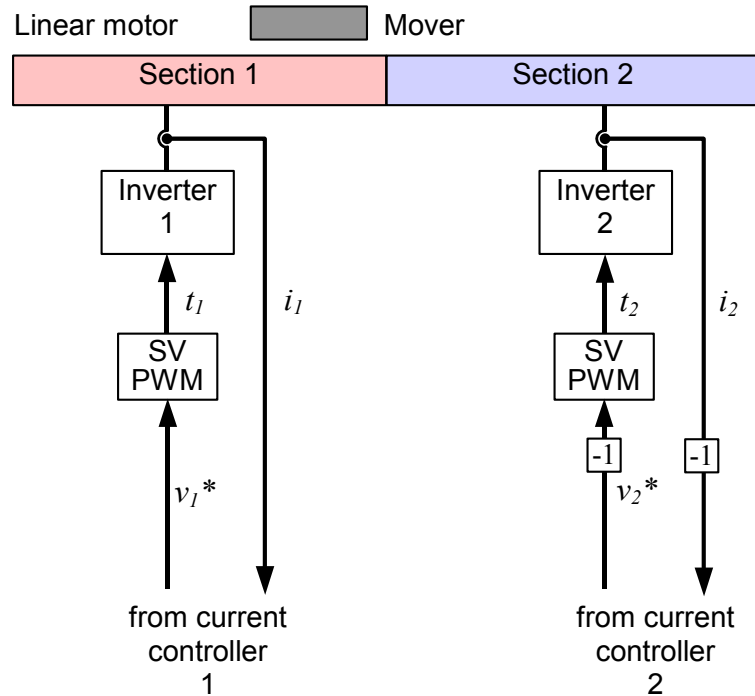 Linear motor
Mover
Section 1
Section 2
Inverter
1
Inverter
2
t1
i1
t2
i2
SV
PWM
SV
PWM
-1
-1
v1*
v2*
from current
controller
1
from current
controller
2